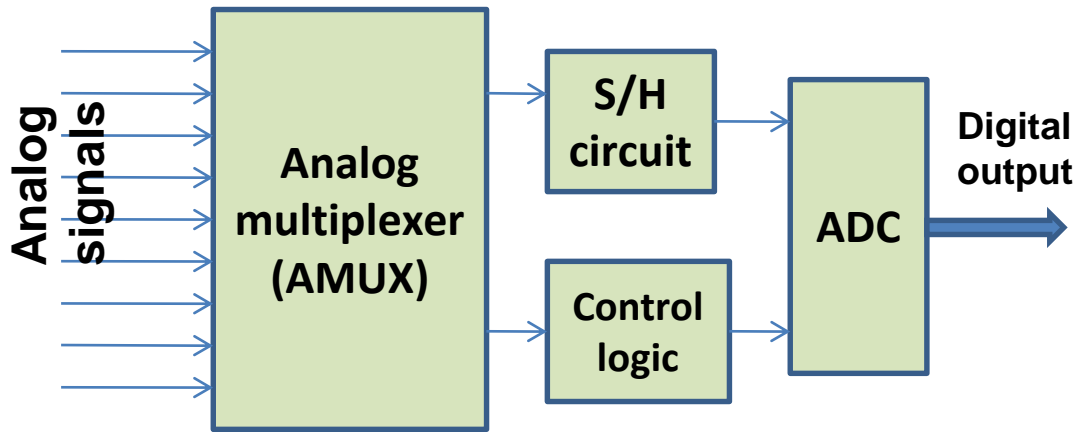 Analog
signals
Analog
multiplexer
(AMUX)
S/H
circuit
Control
logic
ADC
Digital
output